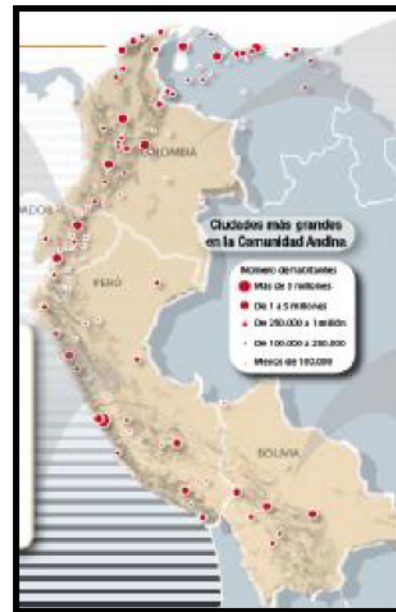 COLOMBIA
ADOR
Ciudades más grandes
en la Comunidad Andina
Número de habitantes
Más de 5 millones
De 1 a 5 millones
De 250.000 a 1 millón
De 100.000 a 250.000
Menos de 100.000
PERÚ
BOLIVIA